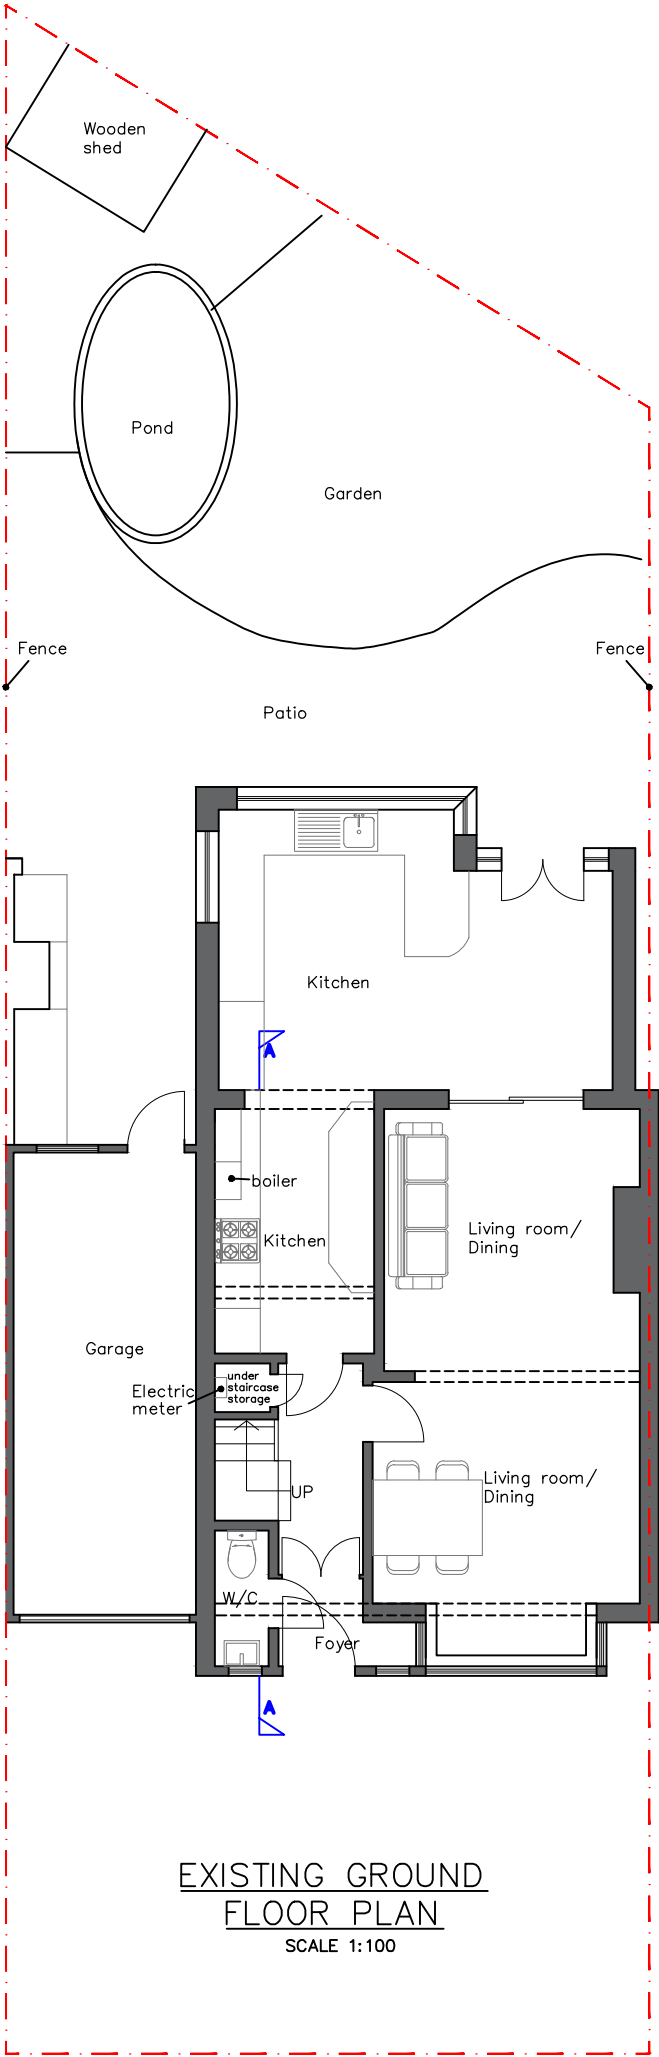 Wooden
shed
Pond
Garden
Fence
Fence
Patio
Kitchen
A
boiler
Kitchen
Living room/
Dining
Garage
under
staircase
storage
Electric
meter
Living room/
Dining
UP
W/C
Foyer
A
EXISTING GROUND
FLOOR PLAN
SCALE 1:100